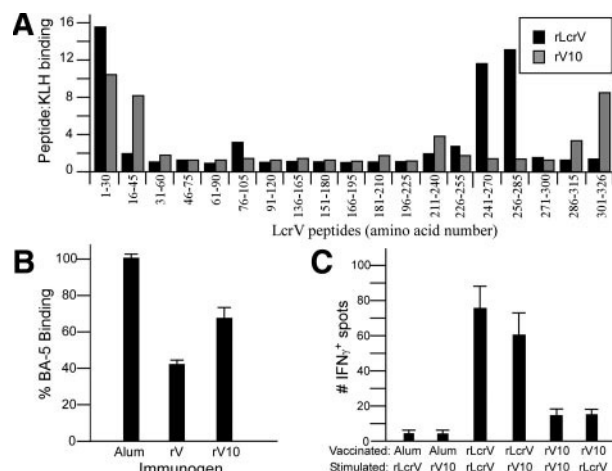 A
Peptide:KLH binding
16
12
8
4
0
rLcrV
rV10
1-30
16-45
31-60
46-75
61-90
76-105
91-120
136-165
151-180
166-195
181-210
196-225
211-240
226-255
241-270
256-285
271-300
286-315
301-326
LcrV peptides (amino acid number)
B
% BA-5 Binding
100
80
60
40
20
0
Alum rV rV10
Immunogen
C
# IFNγ+ spots
100
80
60
40
20
0
Vaccinated: Alum Alum rLcrV rLcrV rV10 rV10
Stimulated: rLcrV rV10 rLcrV rV10 rV10 rLcrV